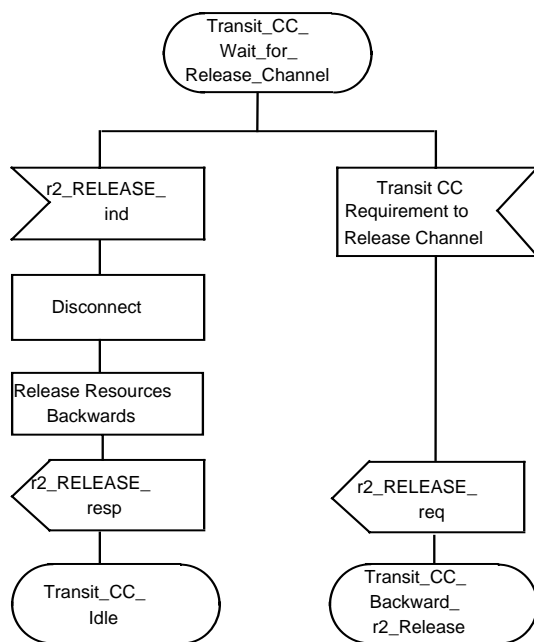 Transit_CC_
Wait_for_
Release_Channel
r2_RELEASE_
ind
Disconnect
Release Resources
Backwards
r2_RELEASE_
resp
Transit_CC_
Idle
Transit CC
Requirement to
Release Channel
r2_RELEASE_
req
Transit_CC_
Backward_
r2_Release